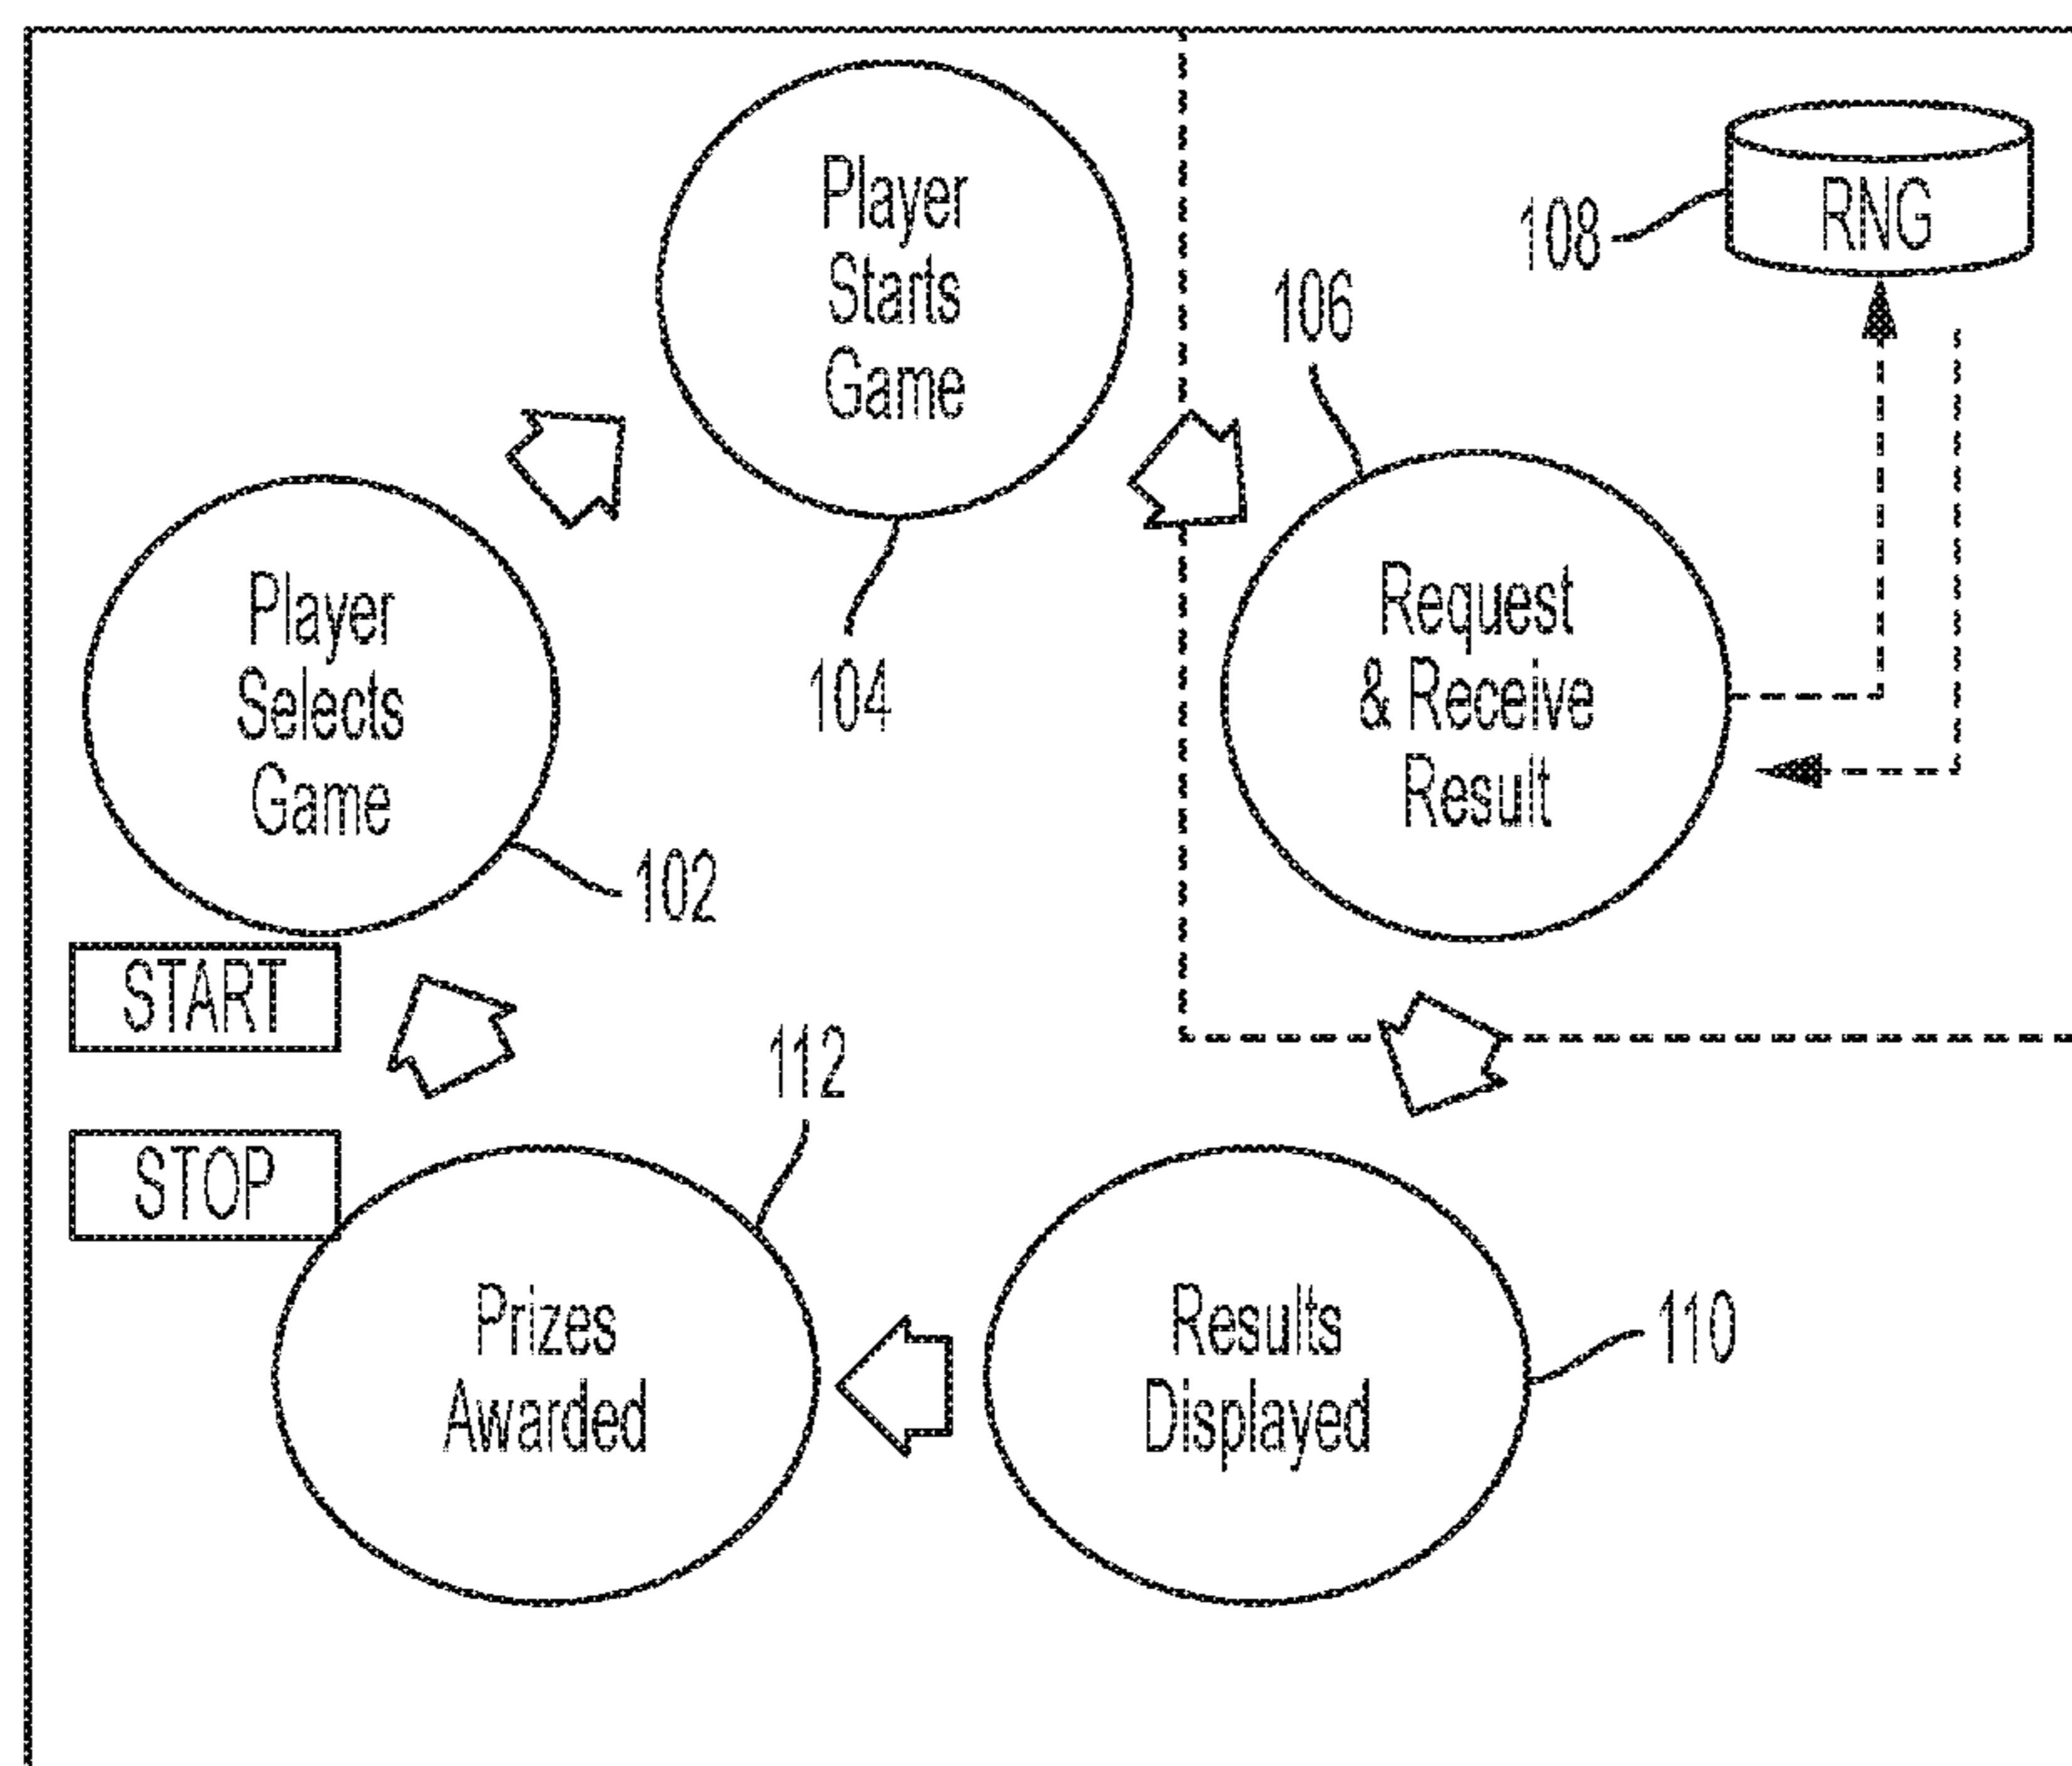 Player
Starts
Game
104
RNG
108
106
Request
& Receive
Result
Player
Selects
Game
102
START
STOP
112
Prizes
Awarded
Results
Displayed
110